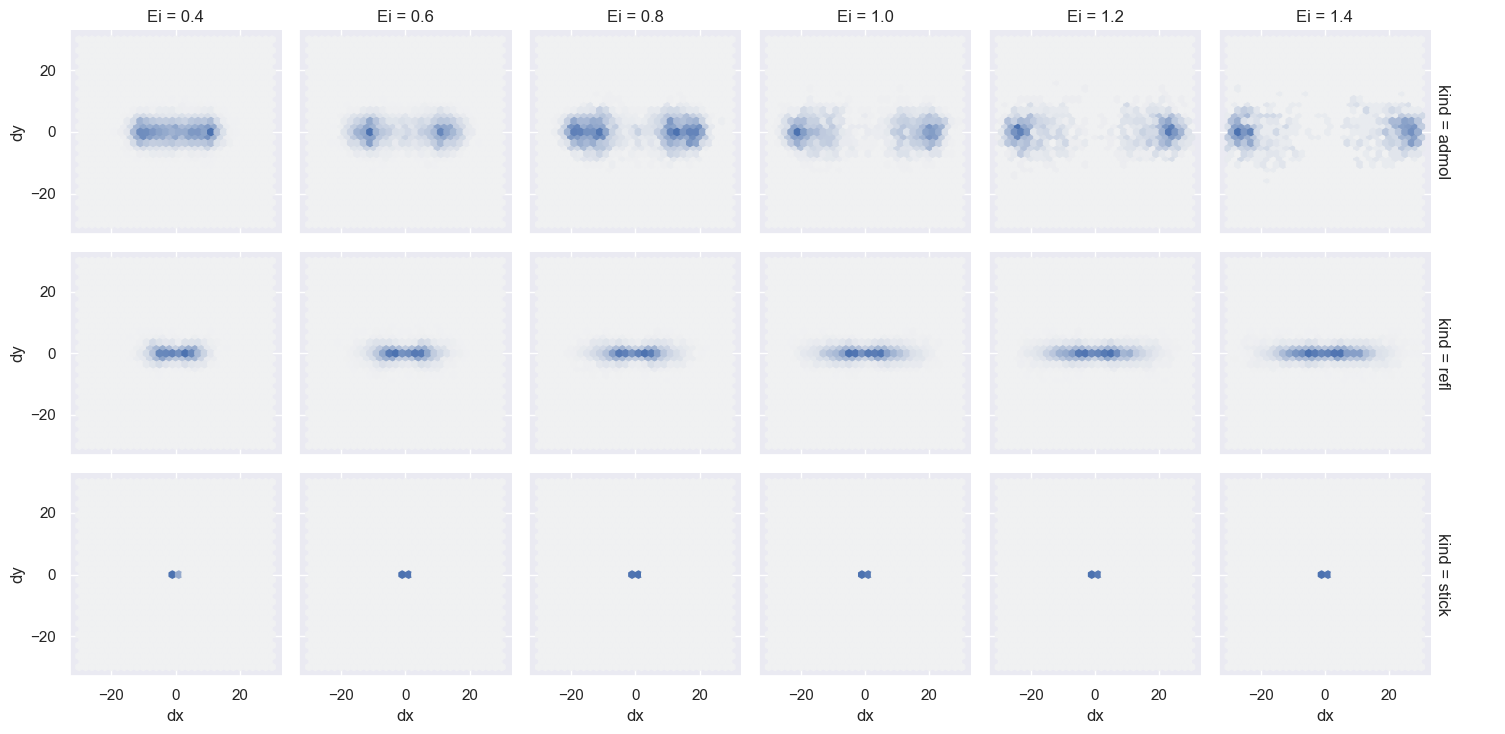 Ei = 0.4 Ei = 0.6 Ei = 0.8 Ei = 1.0 Ei = 1.2 Ei = 1.4
20
dy 0
−20
kind = admol
20
dy 0
−20
kind = refl
20
dy 0
−20
kind = stick
−20 0 20 −20 0 20 −20 0 20 −20 0 20 −20 0 20 −20 0 20
dx dx dx dx dx dx